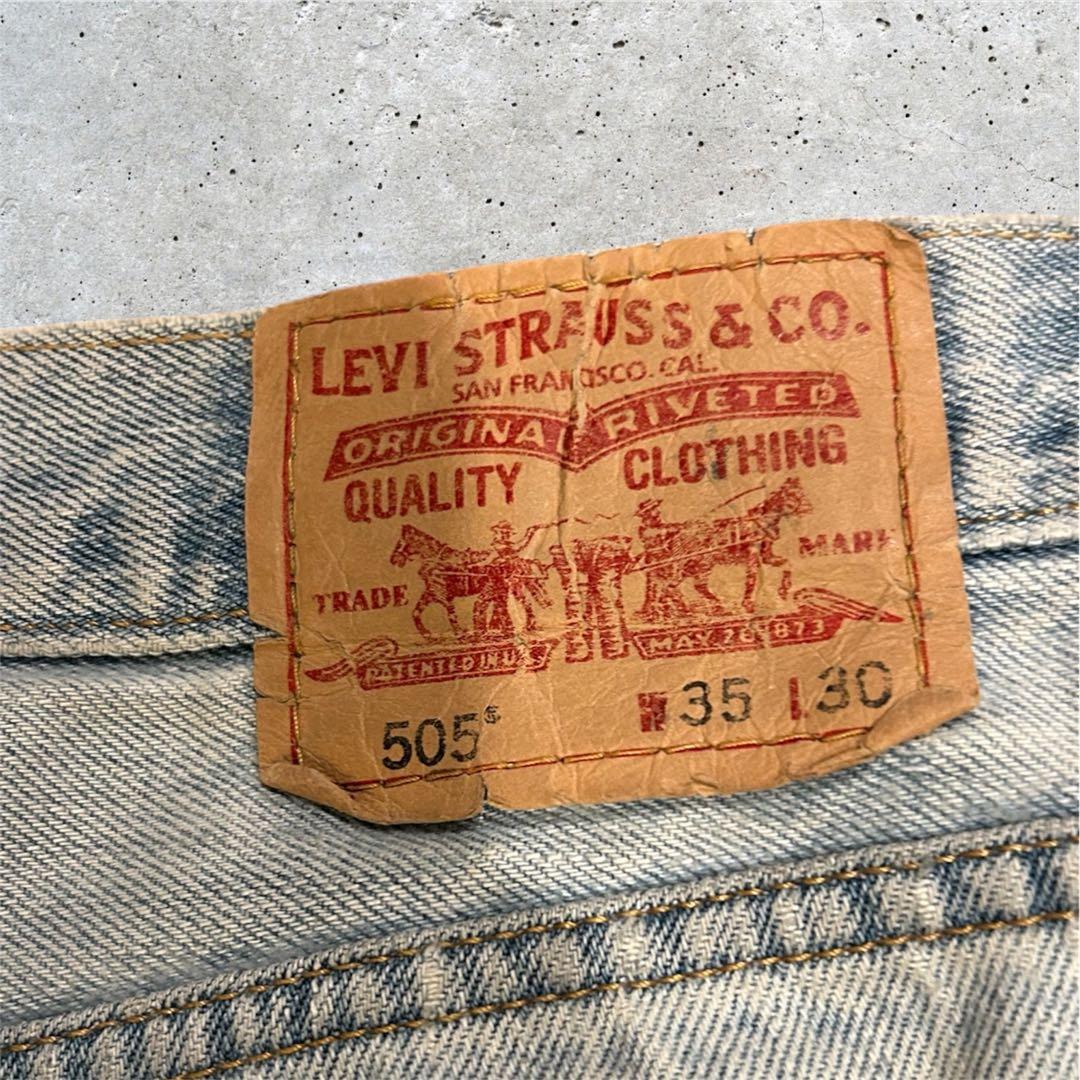 LEVI STRAUSS & CO.
SAN FRANCISCO. CAL.
ORIGINAL RIVETED
QUALITY CLOTHING
TRADE MARK
PATENTED IN U.S.
MAY 20 1873
505 W 35 L 30